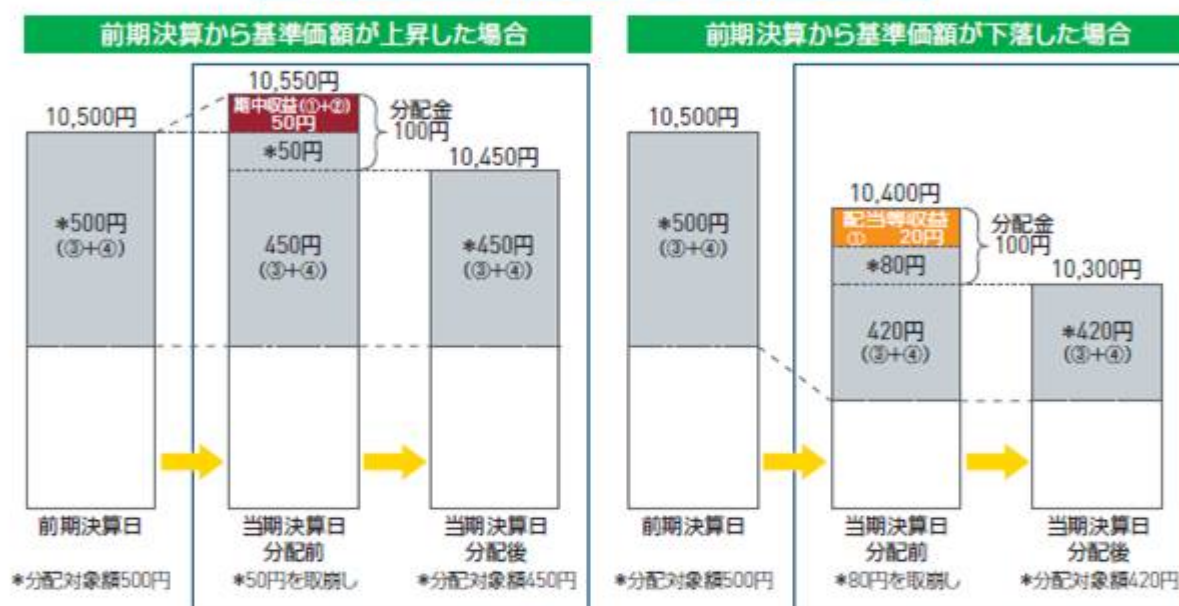 前期決算から基準価額が上昇した場合
10,500円
*500円
(③+④)
前期決算日
*分配対象額500円
10,550円
期中収益(①+②)
50円
*50円
450円
(③+④)
分配金
100円
当期決算日
分配前
*50円を取崩し
10,450円
*450円
(③+④)
当期決算日
分配後
*分配対象額450円
前期決算から基準価額が下落した場合
10,500円
*500円
(③+④)
前期決算日
*分配対象額500円
10,400円
配当等収益
① 20円
*80円
420円
(③+④)
分配金
100円
当期決算日
分配前
*80円を取崩し
10,300円
*420円
(③+④)
当期決算日
分配後
*分配対象額420円